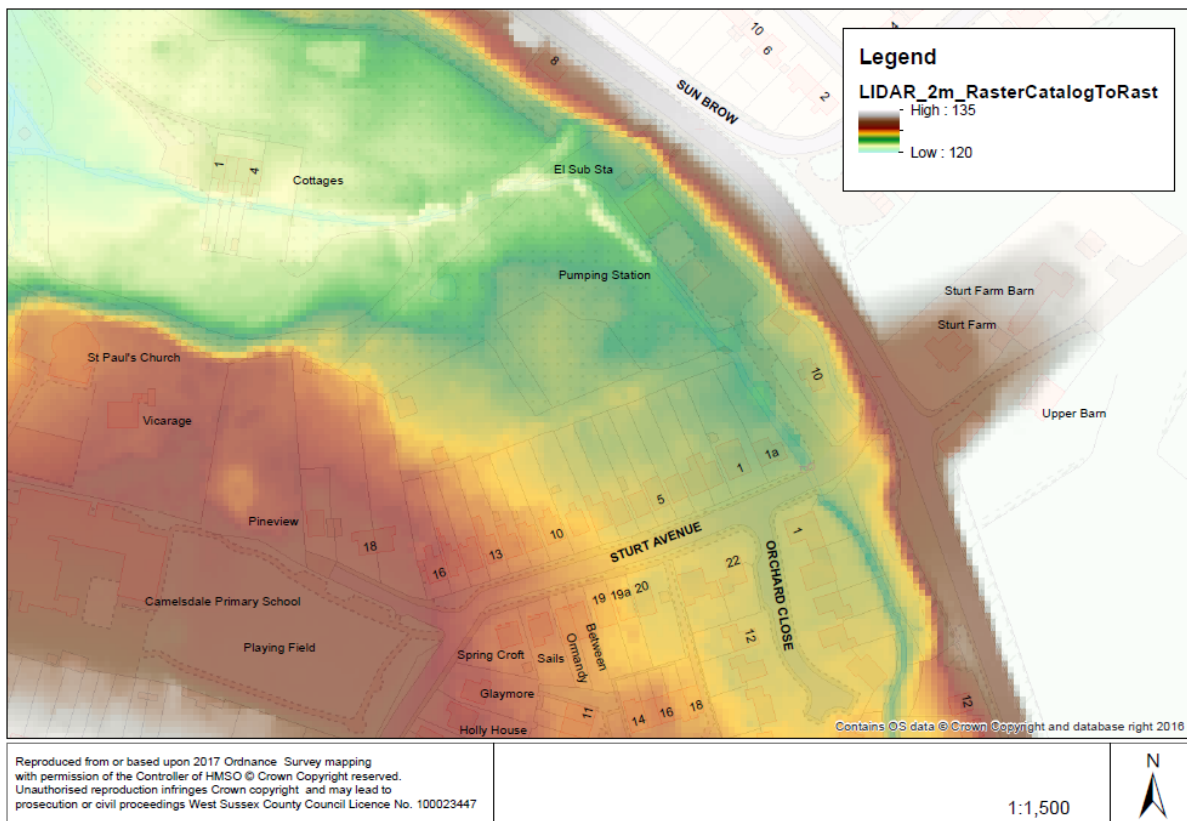 10
6
4
2
8
SUN BROW
Legend
LIDAR_2m_RasterCatalogToRast
High : 135
Low : 120
1
4
Cottages
El Sub Sta
Pumping Station
Sturt Farm Barn
Sturt Farm
Upper Barn
10
St Paul's Church
Vicarage
Pineview
18
16
13
10
5
1
1a
STURT AVENUE
1
ORCHARD CLOSE
22
12
19
19a
20
Camelsdale Primary School
Playing Field
Spring Croft
Sails
Between
Ormandy
Glaymore
Holly House
11
14
16
18
12
Contains OS data © Crown Copyright and database right 2016
Reproduced from or based upon 2017 Ordnance Survey mapping
with permission of the Controller of HMSO © Crown Copyright reserved.
Unauthorised reproduction infringes Crown copyright and may lead to
prosecution or civil proceedings West Sussex County Council Licence No. 100023447
1:1,500
N